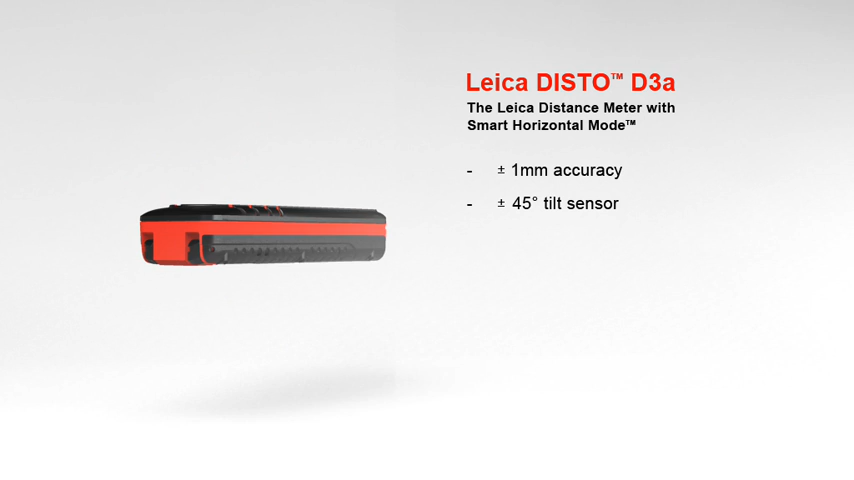 Leica DISTO™ D3a
The Leica Distance Meter with
Smart Horizontal Mode™
- ± 1mm accuracy
- ± 45° tilt sensor